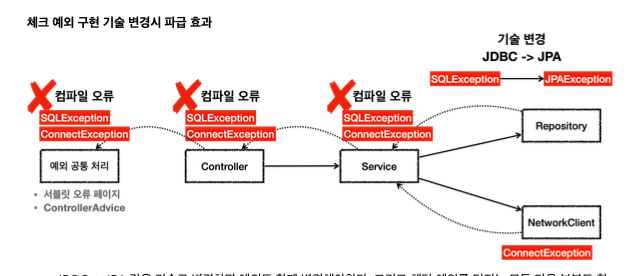 체크 예외 구현 기술 변경시 파급 효과
기술 변경
JDBC -> JPA
SQLException
JPAException
컴파일 오류
컴파일 오류
컴파일 오류
SQLException
SQLException
SQLException
ConnectException
ConnectException
ConnectException
Repository
예외 공통 처리
Controller
Service
• 서블릿 오류 페이지
• ControllerAdvice
NetworkClient
ConnectException